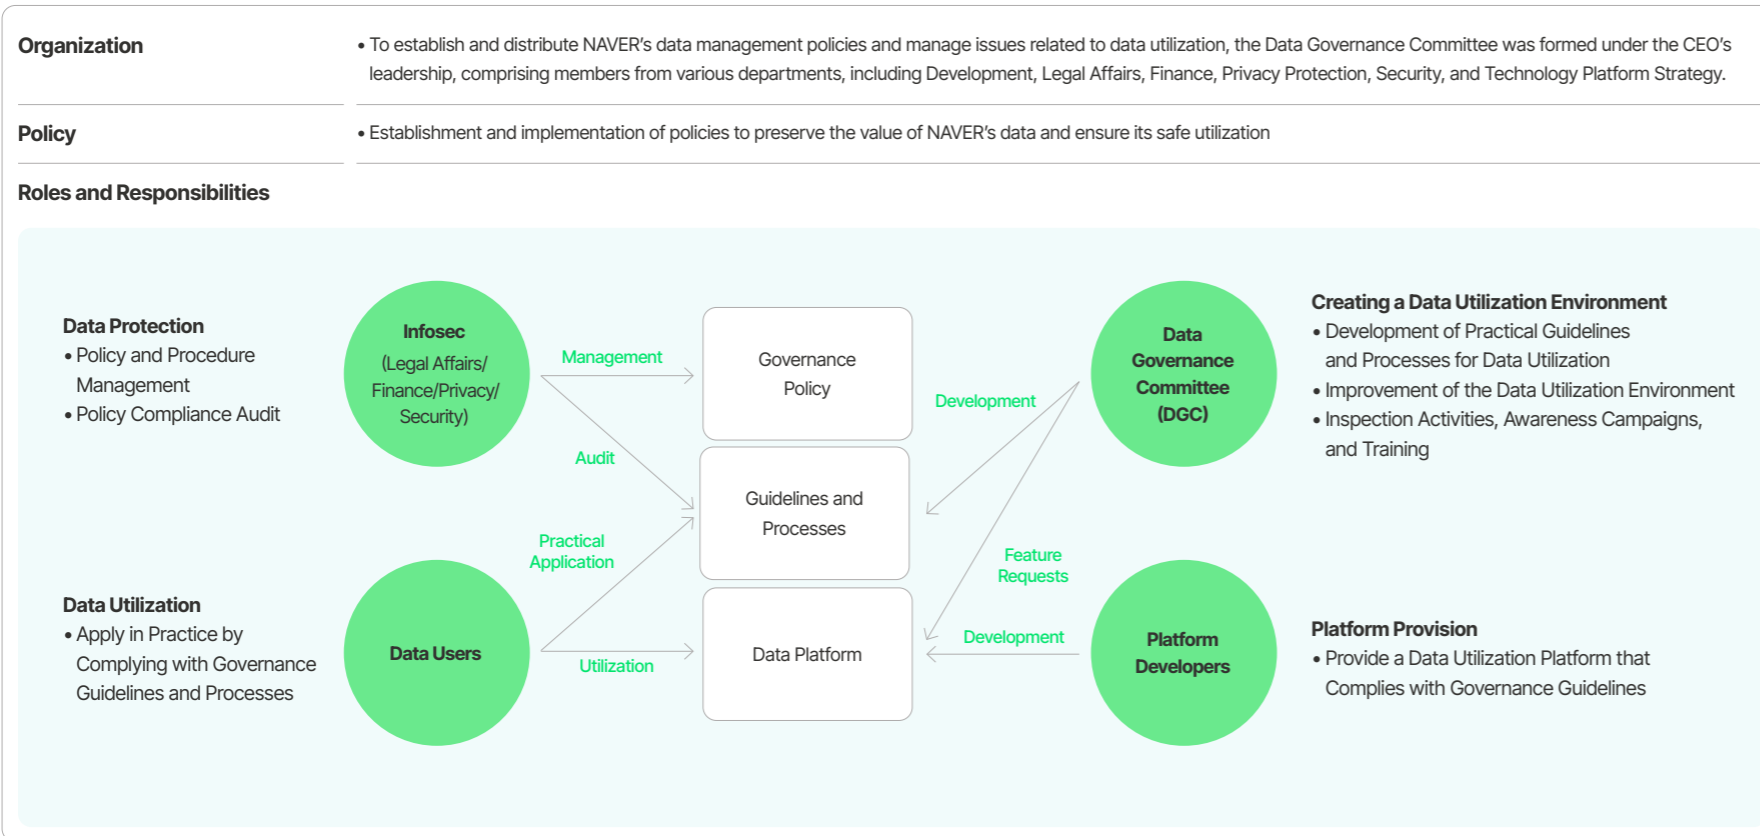 Organization
• To establish and distribute NAVER's data management policies and manage issues related to data utilization, the Data Governance Committee was formed under the CEO's
leadership, comprising members from various departments, including Development, Legal Affairs, Finance, Privacy Protection, Security, and Technology Platform Strategy.
Policy
• Establishment and implementation of policies to preserve the value of NAVER's data and ensure its safe utilization
Roles and Responsibilities
Data Protection
• Policy and Procedure
Management
• Policy Compliance Audit
Infosec
(Legal Affairs/
Finance/Privacy/
Security)
Management
Audit
Governance
Policy
Development
Data
Governance
Committee
(DGC)
Creating a Data Utilization Environment
• Development of Practical Guidelines
and Processes for Data Utilization
• Improvement of the Data Utilization Environment
• Inspection Activities, Awareness Campaigns,
and Training
Guidelines and
Processes
Practical
Application
Feature
Requests
Data Utilization
• Apply in Practice by
Complying with Governance
Guidelines and Processes
Data Users
Utilization
Data Platform
Development
Platform
Developers
Platform Provision
• Provide a Data Utilization Platform that
Complies with Governance Guidelines